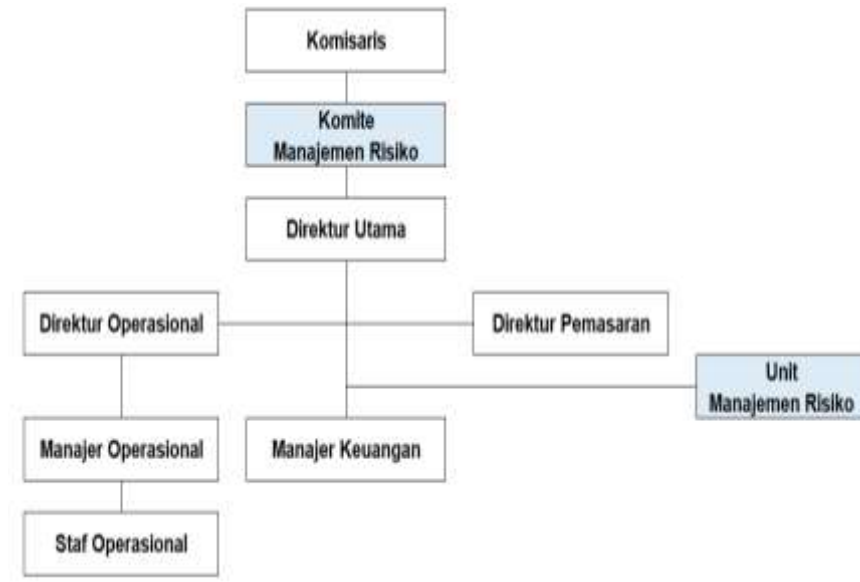 Komisaris
Komite
Manajemen Risiko
Direktur Utama
Direktur Operasional
Direktur Pemasaran
Unit
Manajemen Risiko
Manajer Operasional
Manajer Keuangan
Staf Operasional